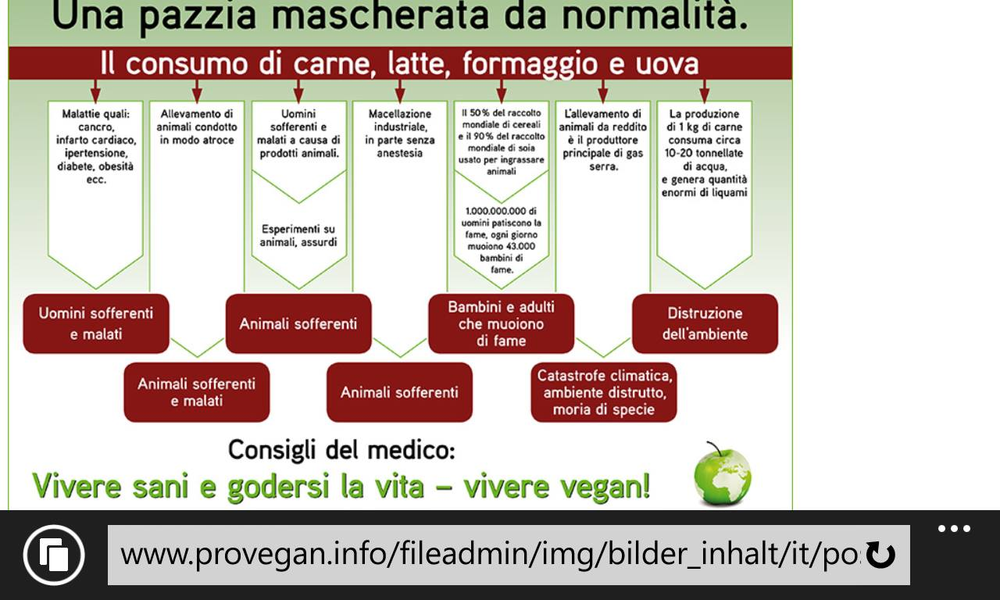 Una pazzia mascherata da normalità.
Il consumo di carne, latte, formaggio e uova
Malattie quali:
cancro,
infarto cardiaco,
ipertensione,
diabete, obesità
ecc.
Allevamento di
animali condotto
in modo atroce
Uomini
sofferenti e
malati a causa di
prodotti animali.
Esperimenti su
animali, assurdi
Macellazione
industriale,
in parte senza
anestesia
Il 50% del raccolto
mondiale di cereali
e il 90% del raccolto
mondiale di soia
usato per ingrassare
animali
1.000.000.000 di
uomini patiscono la
fame, ogni giorno
muoiono 43.000
bambini di
fame.
L'allevamento di
animali da reddito
è il produttore
principale di gas
serra.
La produzione
di 1 kg di carne
consuma circa
10-20 tonnellate
di acqua,
e genera quantità
enormi di liquami
Uomini sofferenti
e malati
Animali sofferenti
Bambini e adulti
che muoiono
di fame
Distruzione
dell'ambiente
Animali sofferenti
e malati
Animali sofferenti
Catastrofe climatica,
ambiente distrutto,
moria di specie
Consigli del medico:
Vivere sani e godersi la vita – vivere vegan!
www.provegan.info/fileadmin/img/bilder_inhalt/it/po